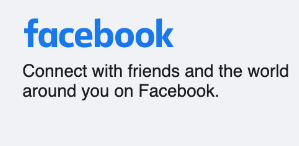 facebook
Connect with friends and the world
around you on Facebook.